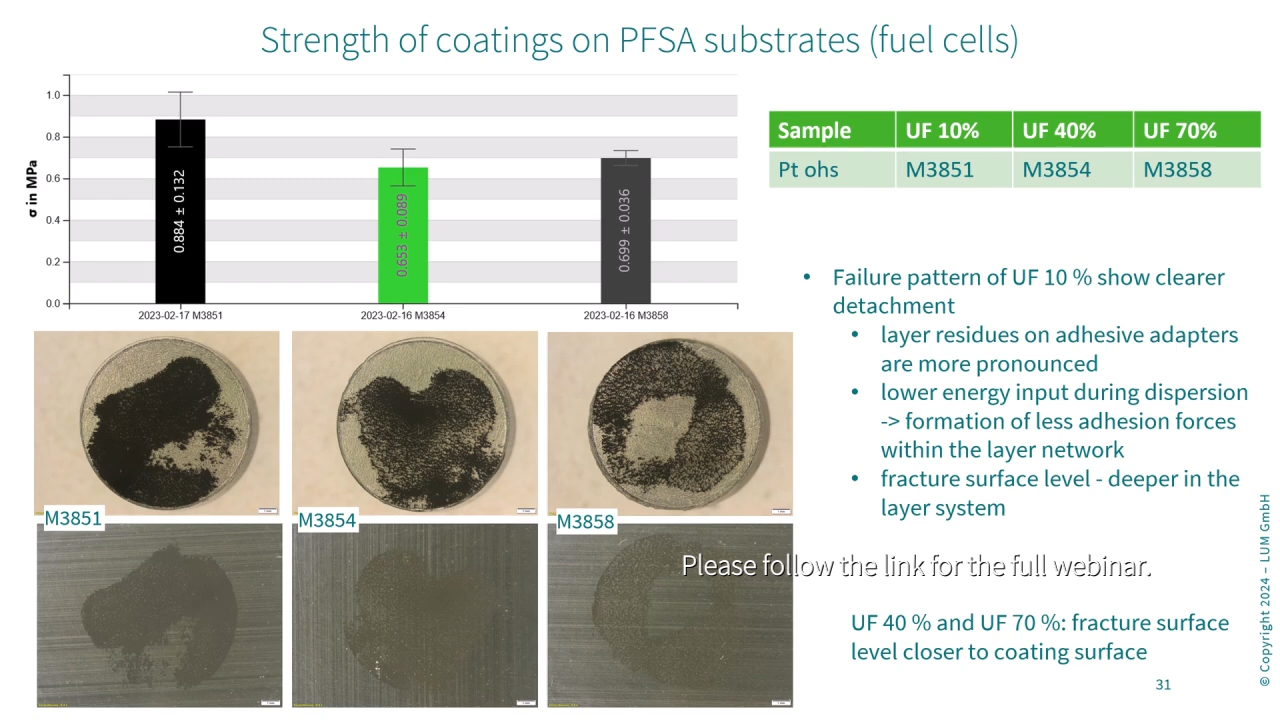 Strength of coatings on PFSA substrates (fuel cells)
σ in MPa
1.0
0.8
0.6
0.4
0.2
0.0
0.884 ± 0.132
0.653 ± 0.089
0.699 ± 0.036
2023-02-17 M3851
2023-02-16 M3854
2023-02-16 M3858
Sample UF 10% UF 40% UF 70%
Pt ohs M3851 M3854 M3858
• Failure pattern of UF 10 % show clearer
detachment
• layer residues on adhesive adapters
are more pronounced
• lower energy input during dispersion
-> formation of less adhesion forces
within the layer network
• fracture surface level - deeper in the
layer system
M3851
M3854
M3858
Please follow the link for the full webinar.
UF 40 % and UF 70 %: fracture surface
level closer to coating surface
31
© Copyright 2024 – LUM GmbH